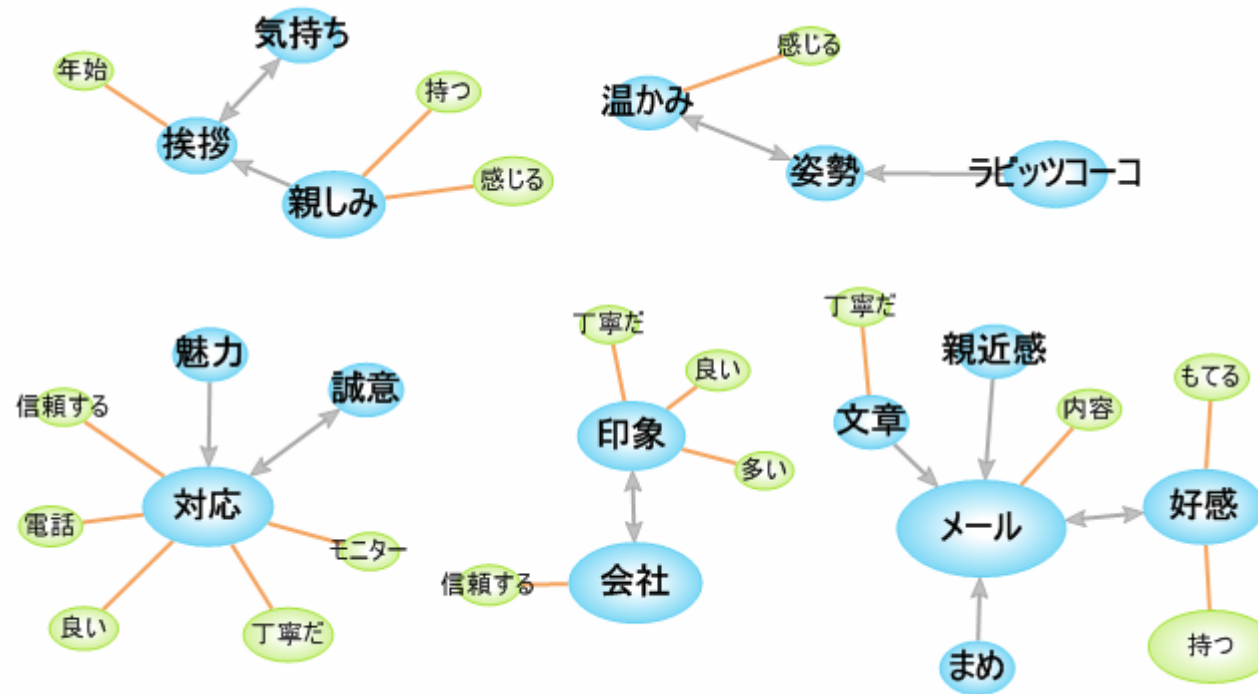 気持ち
年始
挨拶
持つ
親しみ
感じる
感じる
温かみ
姿勢
ラビッツコーコ
魅力
誠意
信頼する
対応
電話
モニター
良い
丁寧だ
丁寧だ
良い
印象
多い
信頼する
会社
丁寧だ
親近感
もてる
文章
内容
メール
好感
まめ
持つ